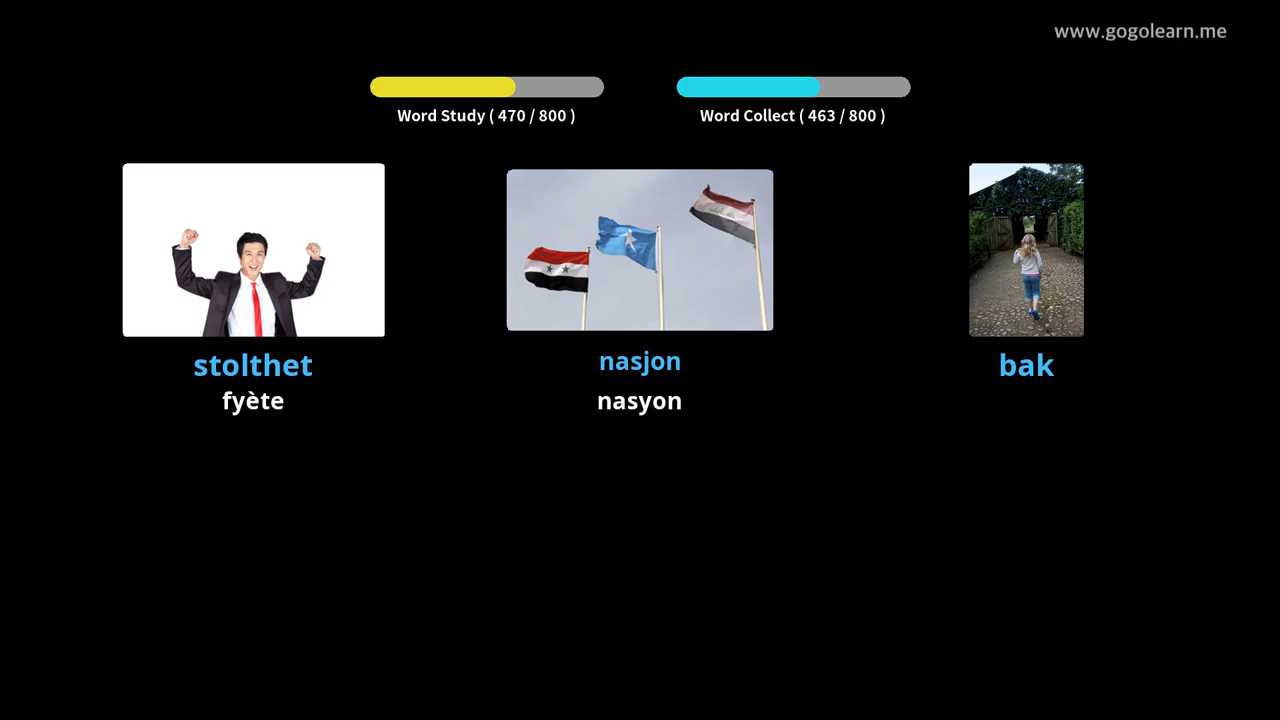 www.gogolearn.me
Word Study ( 470 / 800 )
Word Collect ( 463 / 800 )
stolthet
fyète
nasjon
nasyon
bak